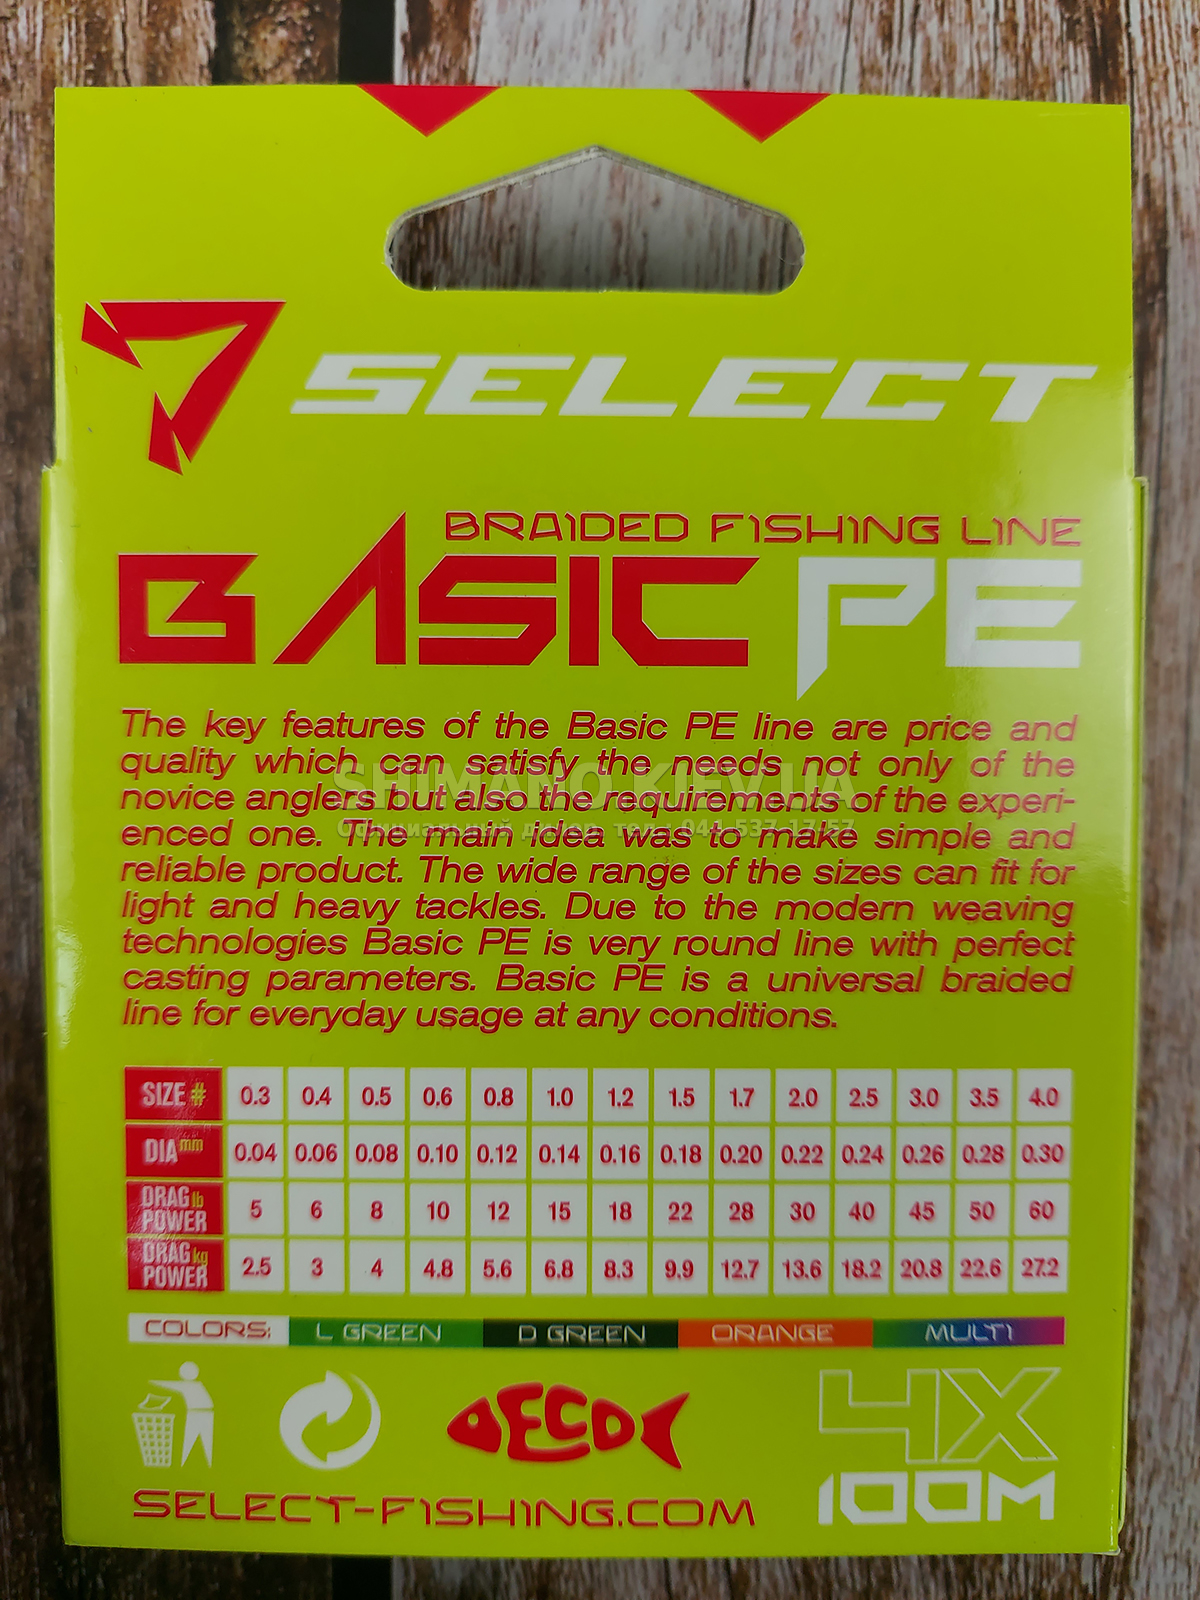 SELECT
BRAIDED FISHING LINE
BASIC PE
The key features of the Basic PE line are price and
quality which can satisfy the needs not only of the
novice anglers but also the requirements of the experi-
enced one. The main idea was to make simple and
reliable product. The wide range of the sizes can fit for
light and heavy tackles. Due to the modern weaving
technologies Basic PE is very round line with perfect
casting parameters. Basic PE is a universal braided
line for everyday usage at any conditions.
SHIMANO.KIEV.UA
Официальный дилер, тел.: 041 537-17-57
SIZE # 0.3 0.4 0.5 0.6 0.8 1.0 1.2 1.5 1.7 2.0 2.5 3.0 3.5 4.0
DIA mm 0.04 0.06 0.08 0.10 0.12 0.14 0.16 0.18 0.20 0.22 0.24 0.26 0.28 0.30
DRAG lb POWER 5 6 8 10 12 15 18 22 28 30 40 45 50 60
DRAG kg POWER 2.5 3 4 4.8 5.6 6.8 8.3 9.9 12.7 13.6 18.2 20.8 22.6 27.2
COLORS: L GREEN D GREEN ORANGE MULTI
ECO
4X
100M
SELECT-FISHING.COM